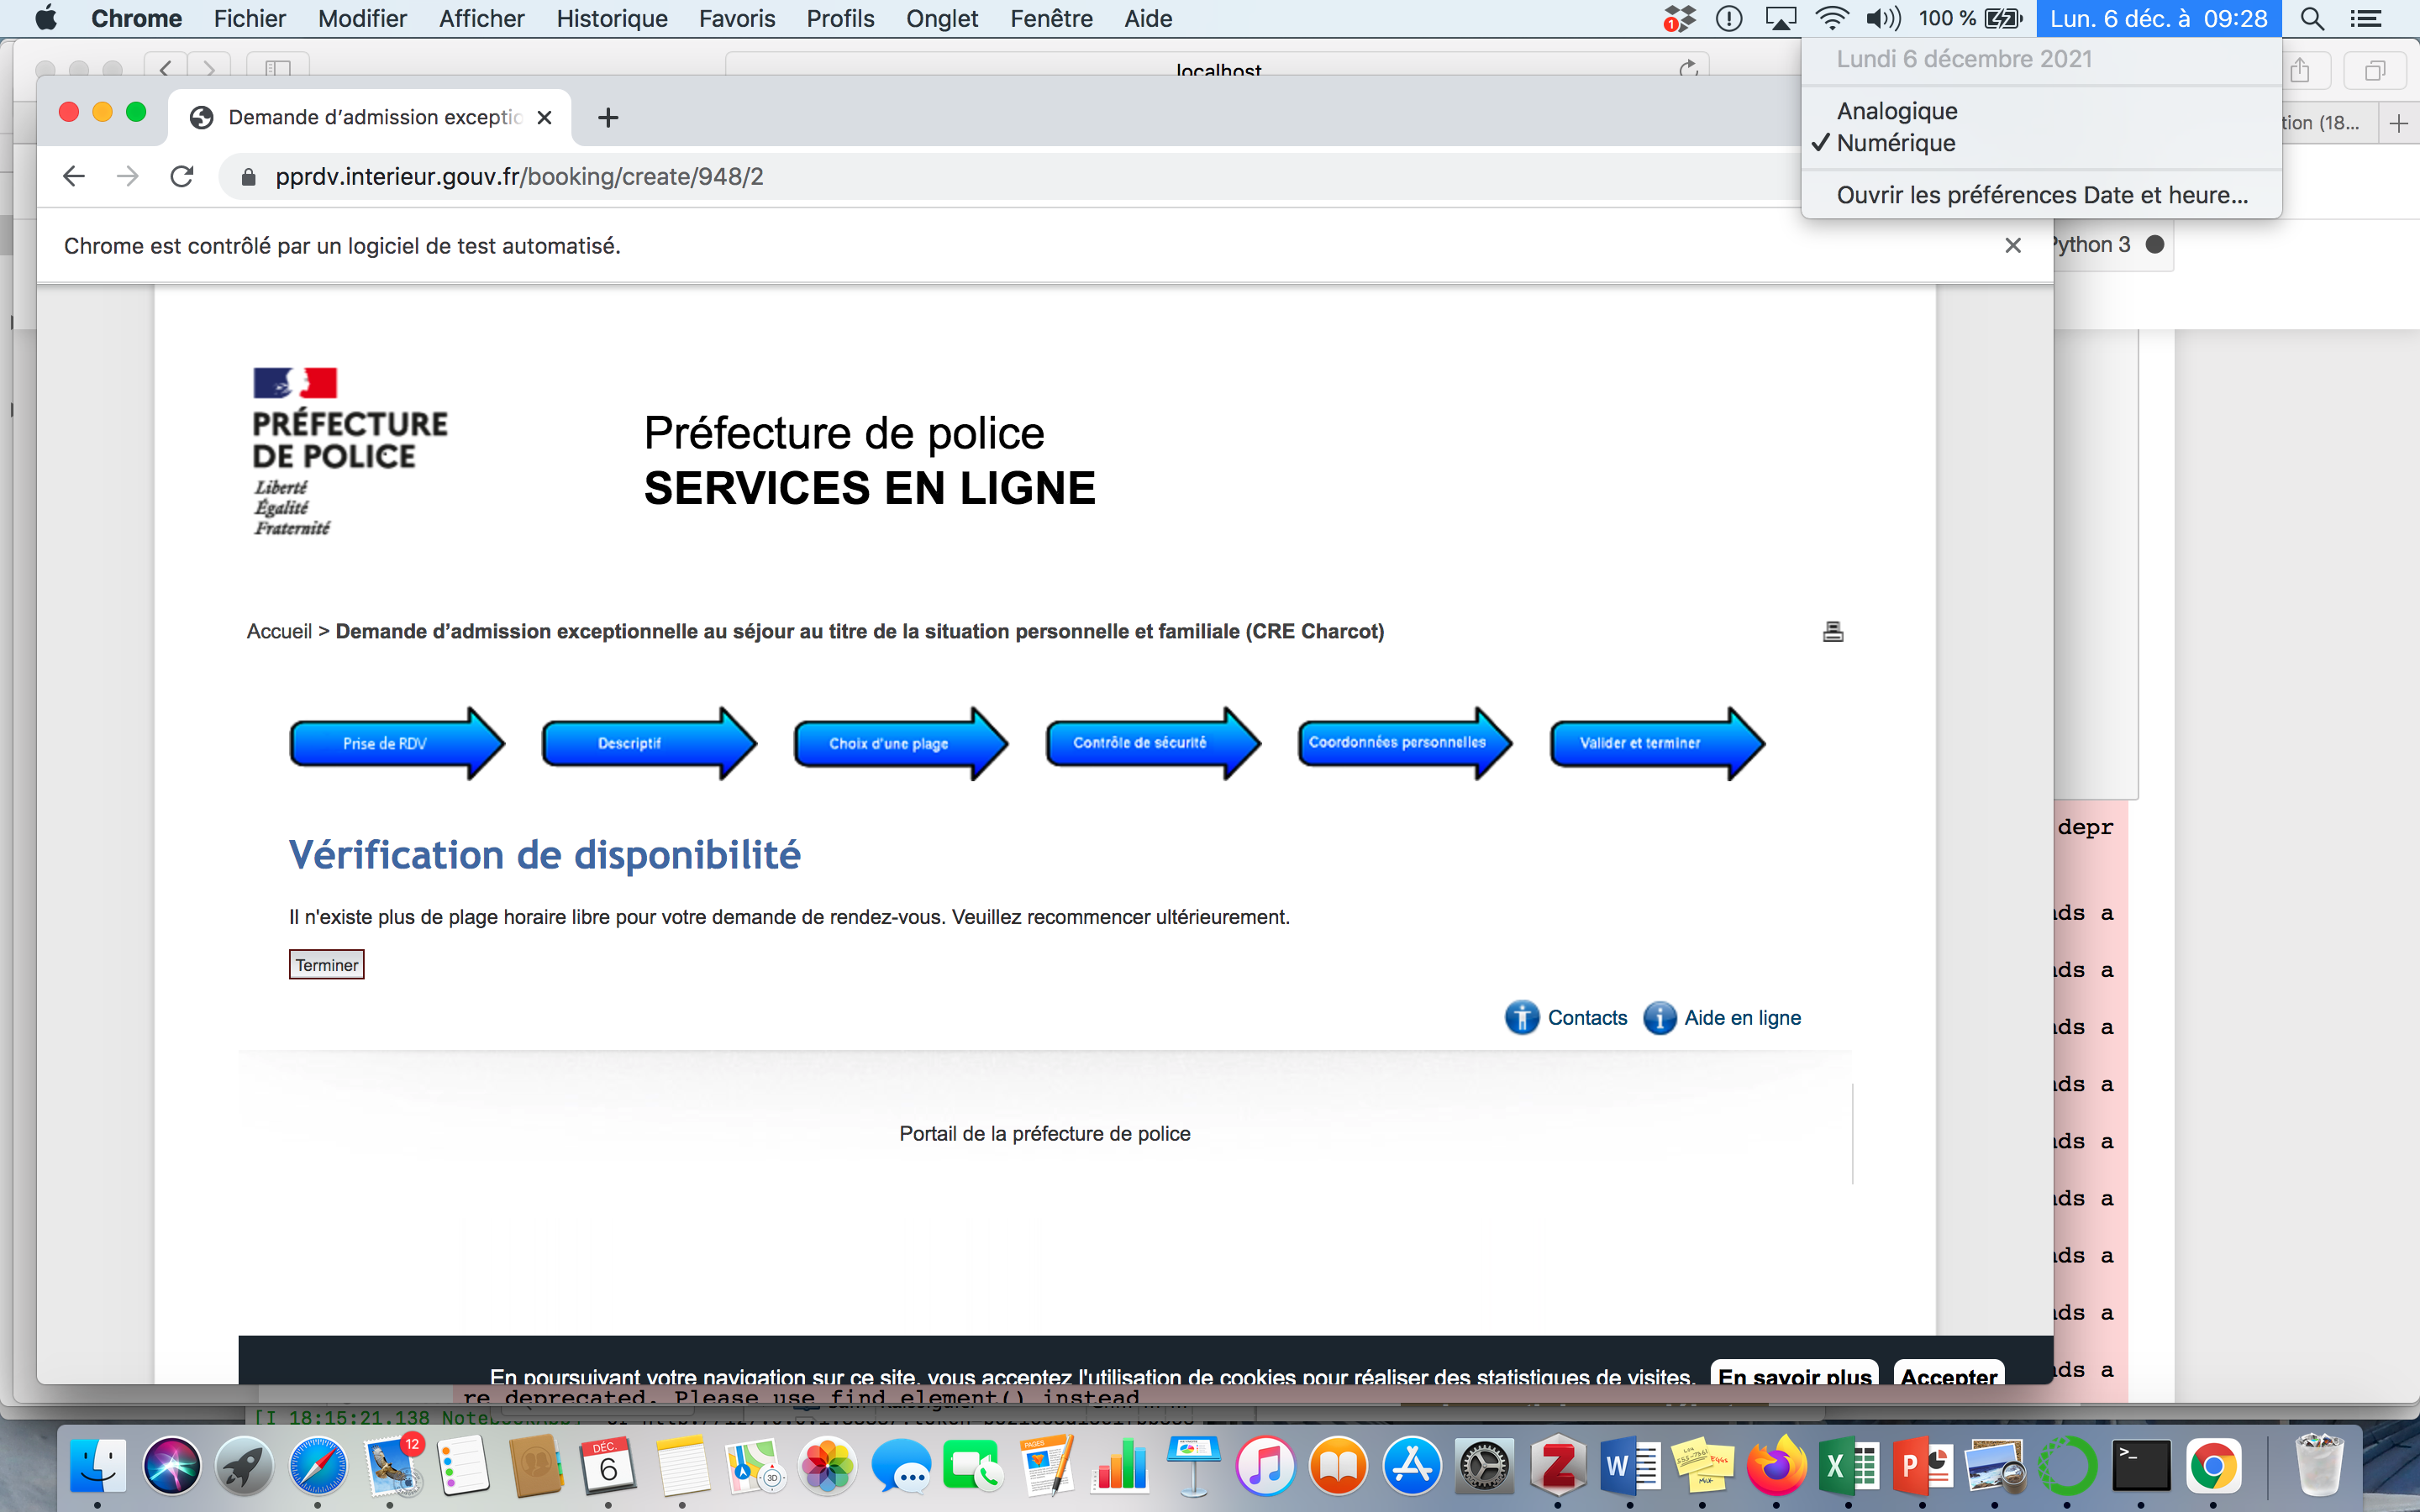 Chrome Fichier Modifier Afficher Historique Favoris Profils Onglet Fenêtre Aide 1 100 % Lun. 6 déc. à 09:28
localhost
Lundi 6 décembre 2021
Analogique
✓ Numérique
Ouvrir les préférences Date et heure...
Demande d'admission exceptio
tion (18...
pprdv.interieur.gouv.fr/booking/create/948/2
Chrome est contrôlé par un logiciel de test automatisé.
Python 3
PRÉFECTURE
DE POLICE
Liberté
Égalité
Fraternité
Préfecture de police
SERVICES EN LIGNE
Accueil > Demande d'admission exceptionnelle au séjour au titre de la situation personnelle et familiale (CRE Charcot)
Prise de RDV
Descriptif
Choix d'une plage
Contrôle de sécurité
Coordonnées personnelles
Valider et terminer
Vérification de disponibilité
Il n'existe plus de plage horaire libre pour votre demande de rendez-vous. Veuillez recommencer ultérieurement.
Terminer
Contacts
Aide en ligne
Portail de la préfecture de police
En poursuivant votre navigation sur ce site, vous acceptez l'utilisation de cookies pour réaliser des statistiques de visites. En savoir plus Accepter
depr
ds a
ds a
ds a
ds a
ds a
ds a
ds a
ds a
ds a
re deprecated. Please use find_element() instead
[I 18:15:21.138
12
DÉC.
6
3D
PAGES